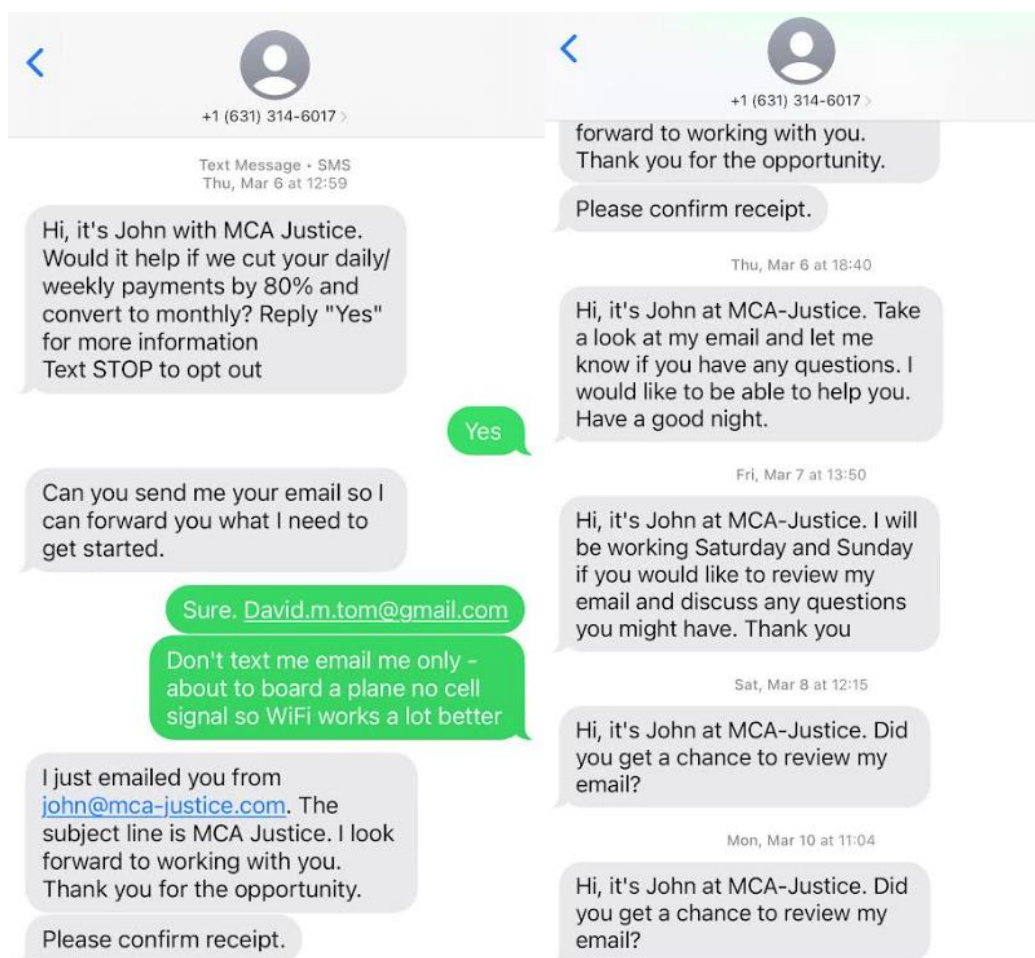 +1 (631) 314-6017 >
Text Message • SMS
Thu, Mar 6 at 12:59
Hi, it's John with MCA Justice.
Would it help if we cut your daily/
weekly payments by 80% and
convert to monthly? Reply "Yes"
for more information
Text STOP to opt out
Yes
Can you send me your email so I
can forward you what I need to
get started.
Sure. David.m.tom@gmail.com
Don't text me email me only -
about to board a plane no cell
signal so WiFi works a lot better
I just emailed you from
john@mca-justice.com. The
subject line is MCA Justice. I look
forward to working with you.
Thank you for the opportunity.
Please confirm receipt.
+1 (631) 314-6017 >
forward to working with you.
Thank you for the opportunity.
Please confirm receipt.
Thu, Mar 6 at 18:40
Hi, it's John at MCA-Justice. Take
a look at my email and let me
know if you have any questions. I
would like to be able to help you.
Have a good night.
Fri, Mar 7 at 13:50
Hi, it's John at MCA-Justice. I will
be working Saturday and Sunday
if you would like to review my
email and discuss any questions
you might have. Thank you
Sat, Mar 8 at 12:15
Hi, it's John at MCA-Justice. Did
you get a chance to review my
email?
Mon, Mar 10 at 11:04
Hi, it's John at MCA-Justice. Did
you get a chance to review my
email?